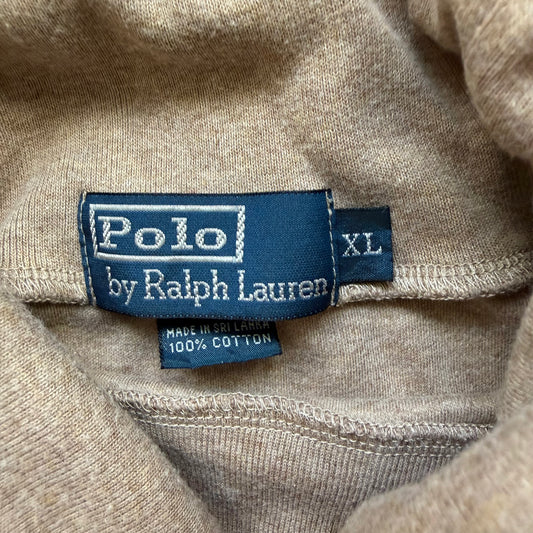 Polo
by Ralph Lauren
XL
MADE IN SRI LANKA
100% COTTON